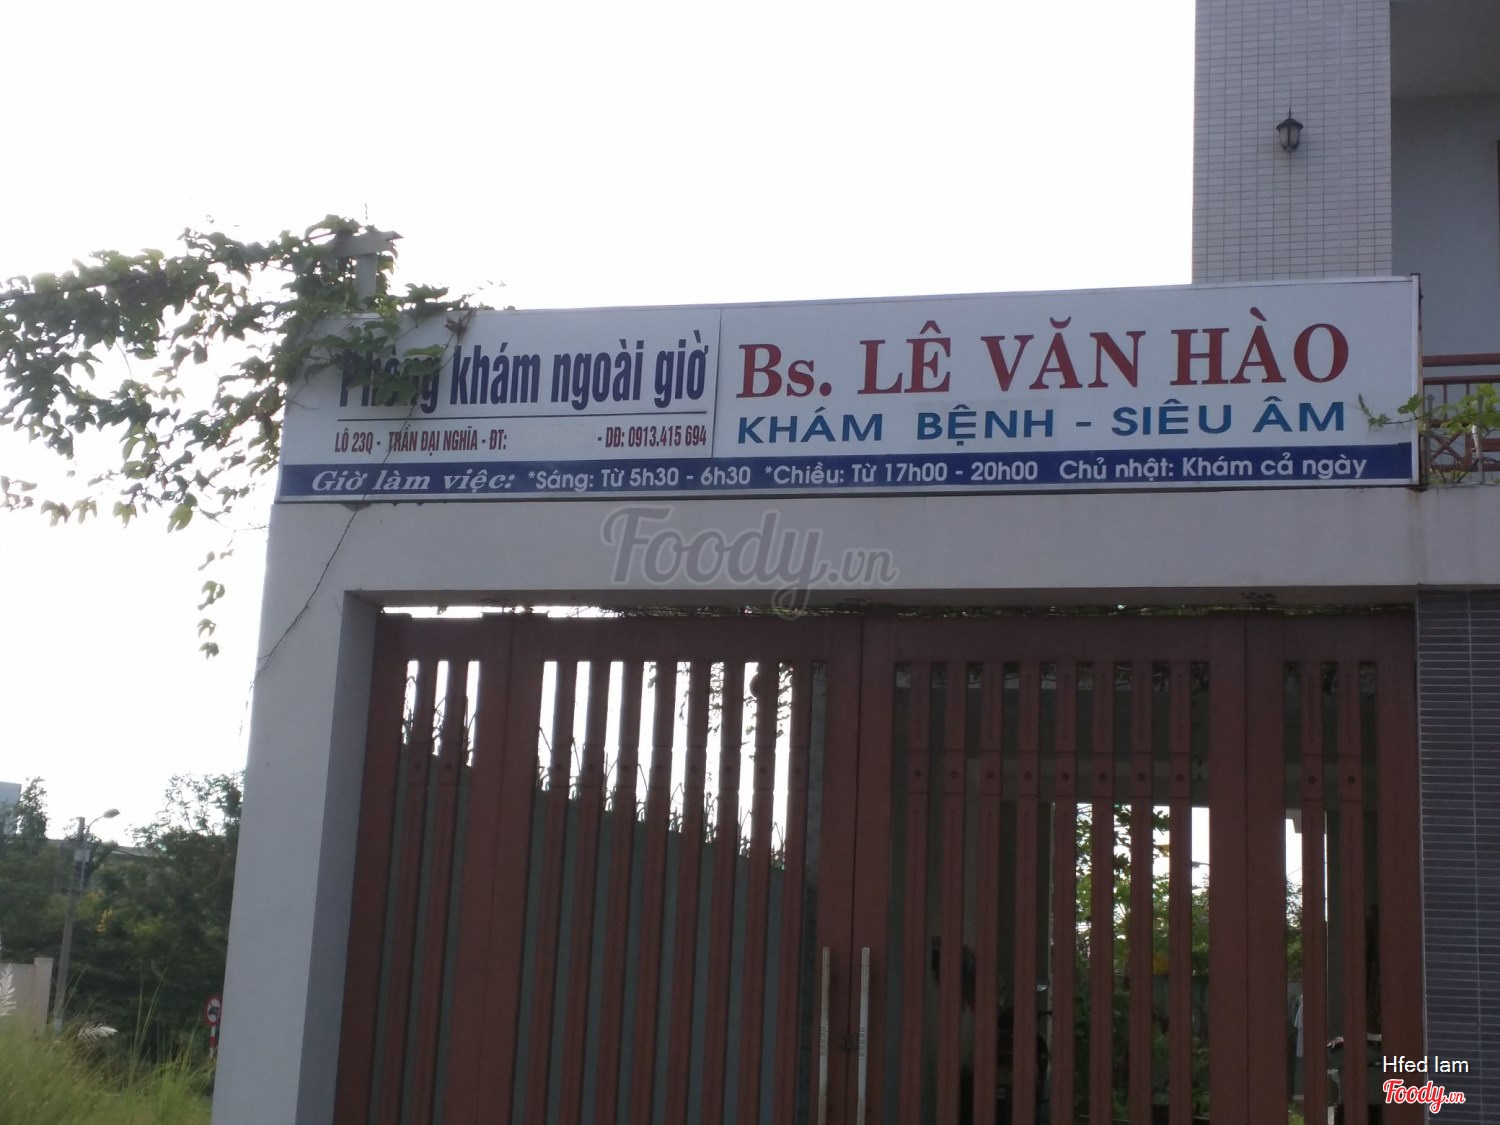 Phòng khám ngoài giờ
LÔ 23Q - TRẦN ĐẠI NGHĨA - ĐT: - DĐ: 0913.415 694
Bs. LÊ VĂN HÀO
KHÁM BỆNH - SIÊU ÂM
Giờ làm việc: *Sáng: Từ 5h30 - 6h30 *Chiều: Từ 17h00 - 20h00 Chủ nhật: Khám cả ngày
Foody.vn
Hfed lam
Foody.vn